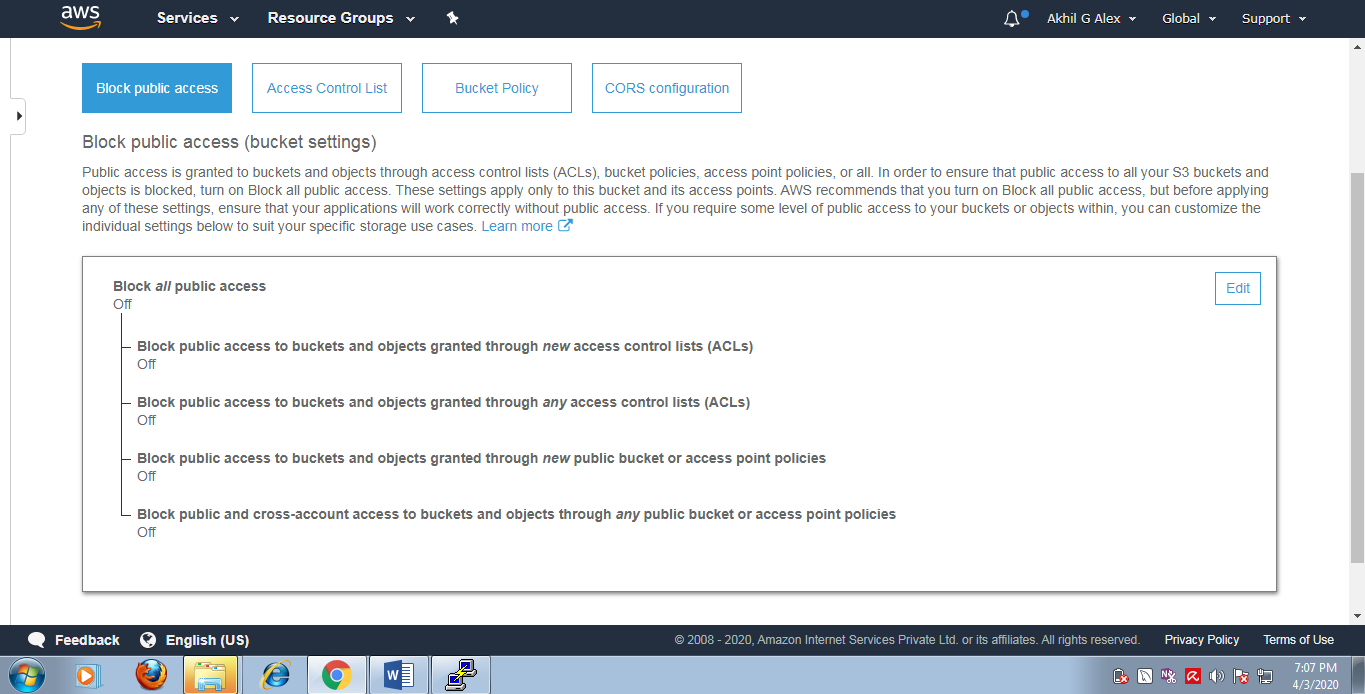 aws Services Resource Groups Akhil G Alex Global Support
Block public access Access Control List Bucket Policy CORS configuration
Block public access (bucket settings)
Public access is granted to buckets and objects through access control lists (ACLs), bucket policies, access point policies, or all. In order to ensure that public access to all your S3 buckets and
objects is blocked, turn on Block all public access. These settings apply only to this bucket and its access points. AWS recommends that you turn on Block all public access, but before applying
any of these settings, ensure that your applications will work correctly without public access. If you require some level of public access to your buckets or objects within, you can customize the
individual settings below to suit your specific storage use cases. Learn more
Block all public access
Off
Edit
Block public access to buckets and objects granted through new access control lists (ACLs)
Off
Block public access to buckets and objects granted through any access control lists (ACLs)
Off
Block public access to buckets and objects granted through new public bucket or access point policies
Off
Block public and cross-account access to buckets and objects through any public bucket or access point policies
Off
Feedback English (US) © 2008 - 2020, Amazon Internet Services Private Ltd. or its affiliates. All rights reserved. Privacy Policy Terms of Use
7:07 PM
4/3/2020